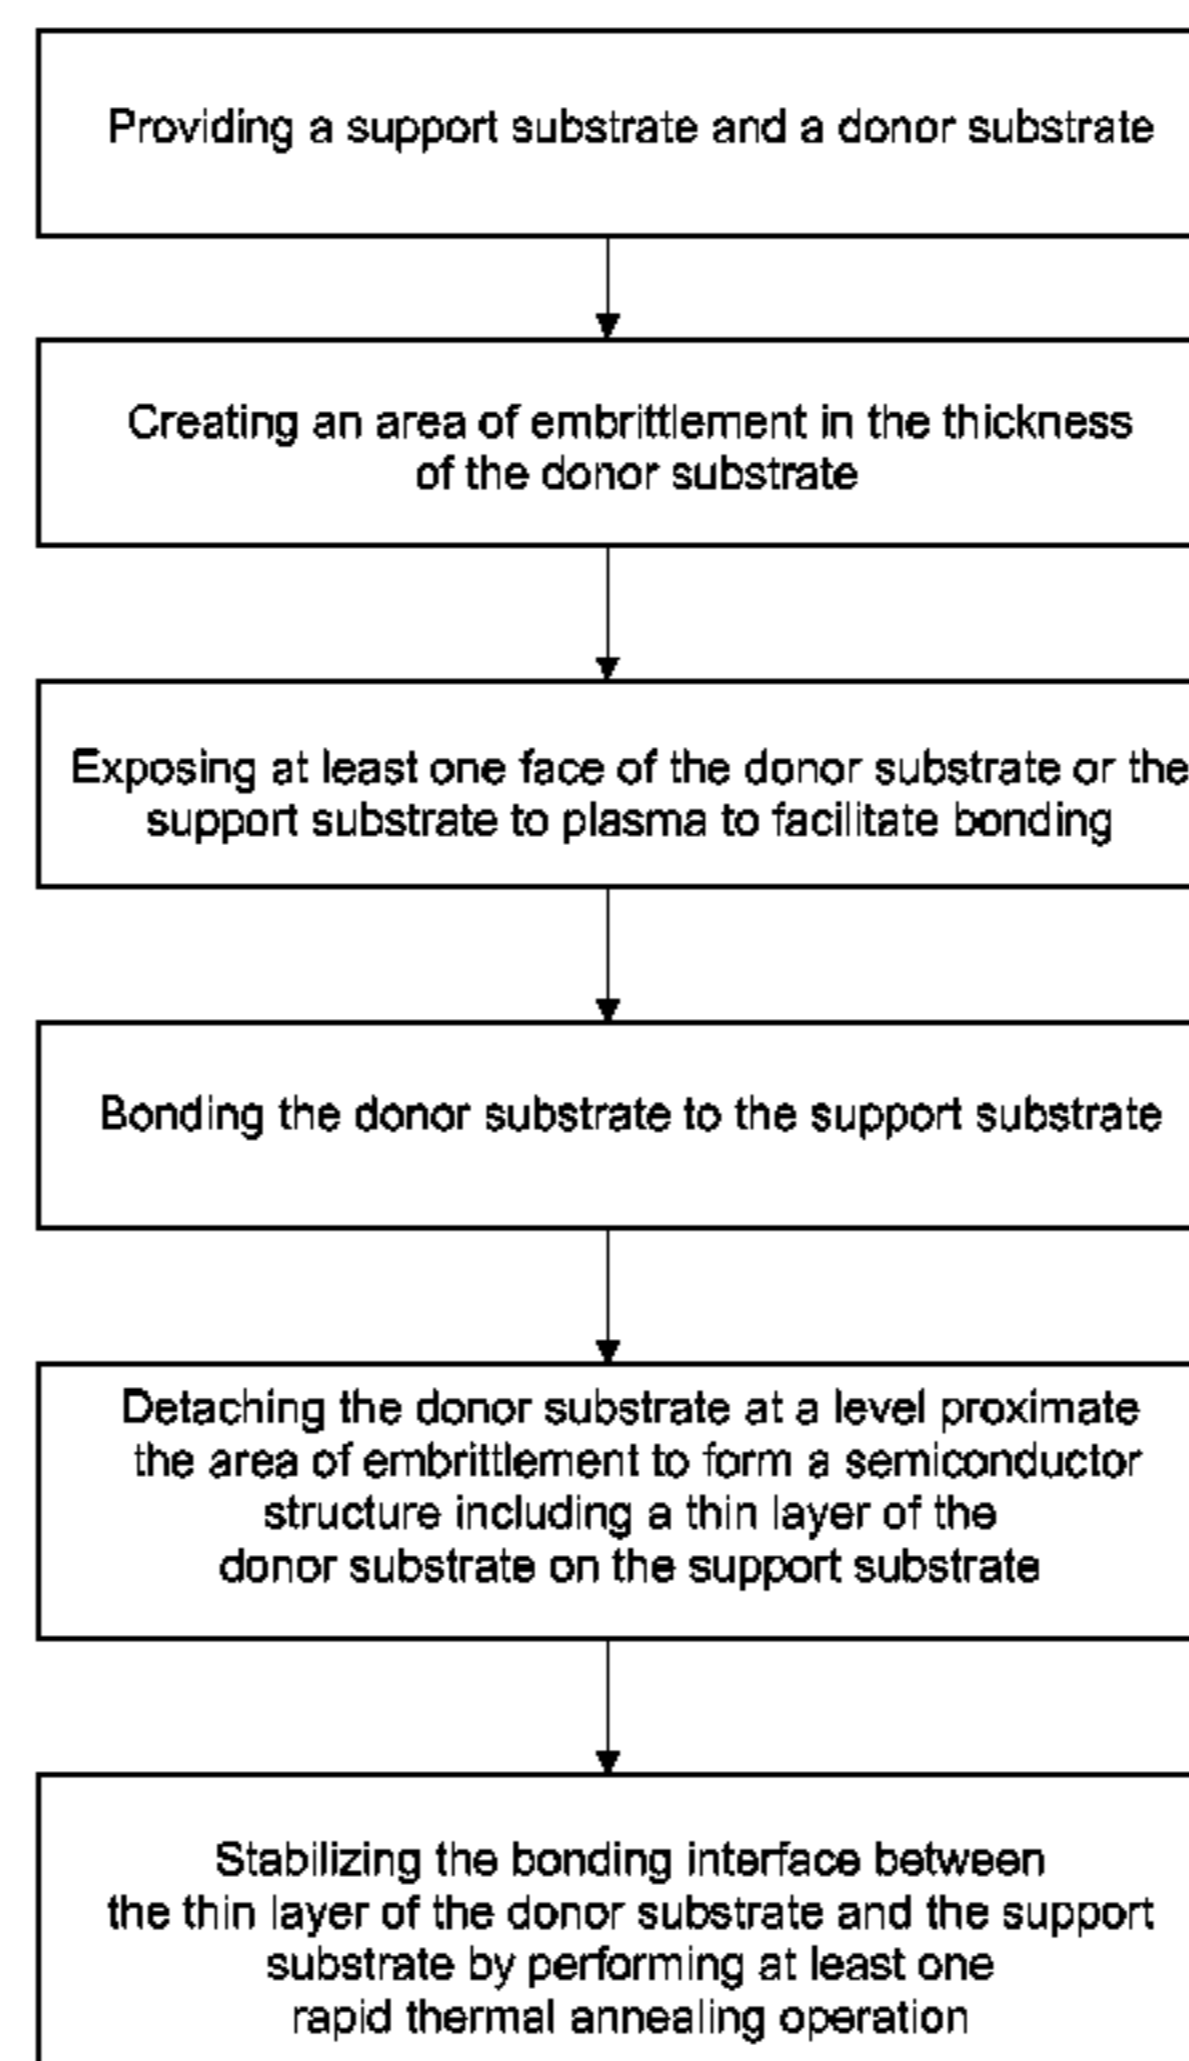 Providing a support substrate and a donor substrate
Creating an area of embrittlement in the thickness
of the donor substrate
Exposing at least one face of the donor substrate or the
support substrate to plasma to facilitate bonding
Bonding the donor substrate to the support substrate
Detaching the donor substrate at a level proximate
the area of embrittlement to form a semiconductor
structure including a thin layer of the
donor substrate on the support substrate
Stabilizing the bonding interface between
the thin layer of the donor substrate and the support
substrate by performing at least one
rapid thermal annealing operation